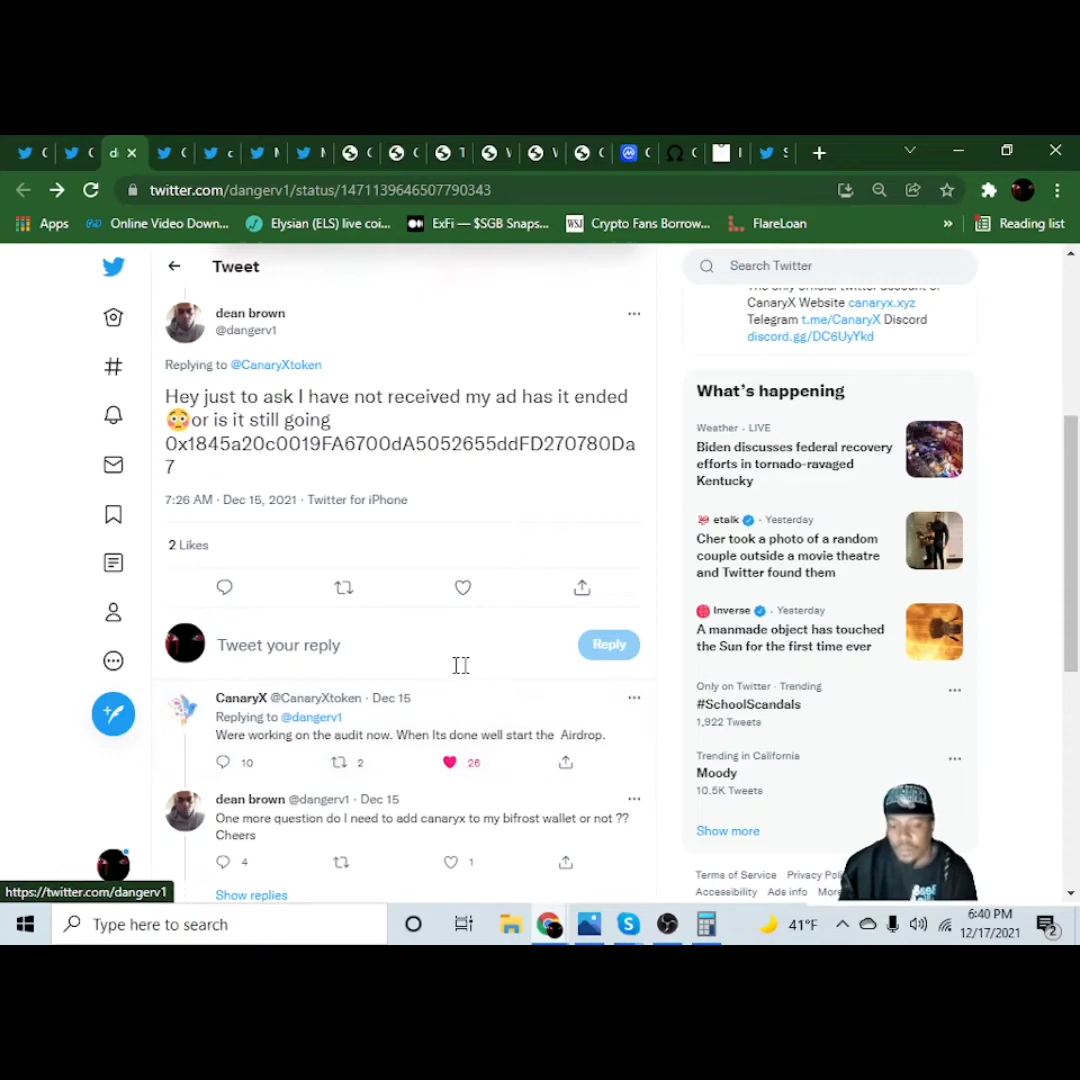 d
twitter.com/dangerv1/status/1471139646507790343
Apps
Online Video Down...
Elysian (ELS) live coi...
ExFi — $SGB Snaps...
WSJ
Crypto Fans Borrow...
FlareLoan
»
Reading list
Tweet
Search Twitter
dean brown
@dangerv1
Replying to @CanaryXtoken
Hey just to ask I have not received my ad has it ended
😳or is it still going
0x1845a20c0019FA6700dA5052655ddFD270780Da
7
7:26 AM · Dec 15, 2021 · Twitter for iPhone
2 Likes
Tweet your reply
Reply
CanaryX @CanaryXtoken · Dec 15
Replying to @dangerv1
Were working on the audit now. When Its done well start the Airdrop.
10
2
26
dean brown @dangerv1 · Dec 15
One more question do I need to add canaryx to my bifrost wallet or not ??
Cheers
4
1
Show replies
The only official twitter account of
CanaryX Website canaryx.xyz
Telegram t.me/CanaryX Discord
discord.gg/DC6UyYkd
What's happening
Weather · LIVE
Biden discusses federal recovery
efforts in tornado-ravaged
Kentucky
etalk · Yesterday
Cher took a photo of a random
couple outside a movie theatre
and Twitter found them
Inverse · Yesterday
A manmade object has touched
the Sun for the first time ever
Only on Twitter · Trending
#SchoolScandals
1,922 Tweets
Trending in California
Moody
10.5K Tweets
Show more
Terms of Service Privacy Pol
Accessibility Ads info More
https://twitter.com/dangerv1
Type here to search
41°F
6:40 PM
12/17/2021
2